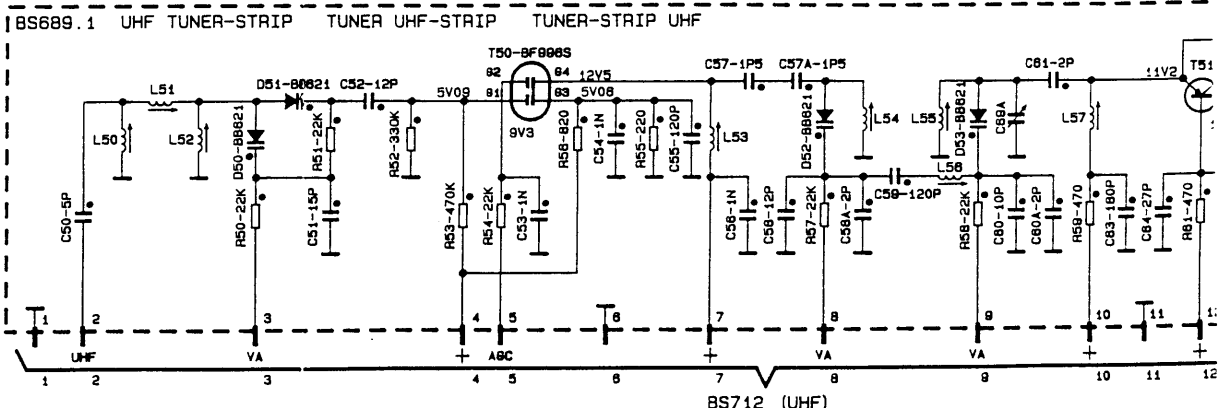 BS689.1 UHF TUNER-STRIP TUNER UHF-STRIP TUNER-STRIP UHF
T50-BF996S
G2 G4 12V5
G1 G3 5V08
5V09
9V3
L51
D51-BB621
C52-12P
C57-1P5
C57A-1P5
C61-2P
11V2
T51
L50
L52
D50-BB621
R51-22K
R52-330K
R56-820
C54-1N
R55-220
C55-120P
L53
D52-BB621
L54
L55
D53-BB621
C69A
L57
L56
C59-120P
C50-5P
R50-22K
C51-15P
R53-470K
R54-22K
C53-1N
C56-1N
C58-12P
R57-22K
C58A-2P
R58-22K
C60-10P
C60A-2P
R59-470
C63-180P
C64-27P
R61-470
1 2 3 4 5 6 7 8 9 10 11 12
UHF VA + AGC + VA VA + +
1 2 3 4 5 6 7 8 9 10 11 12
BS712 (UHF)